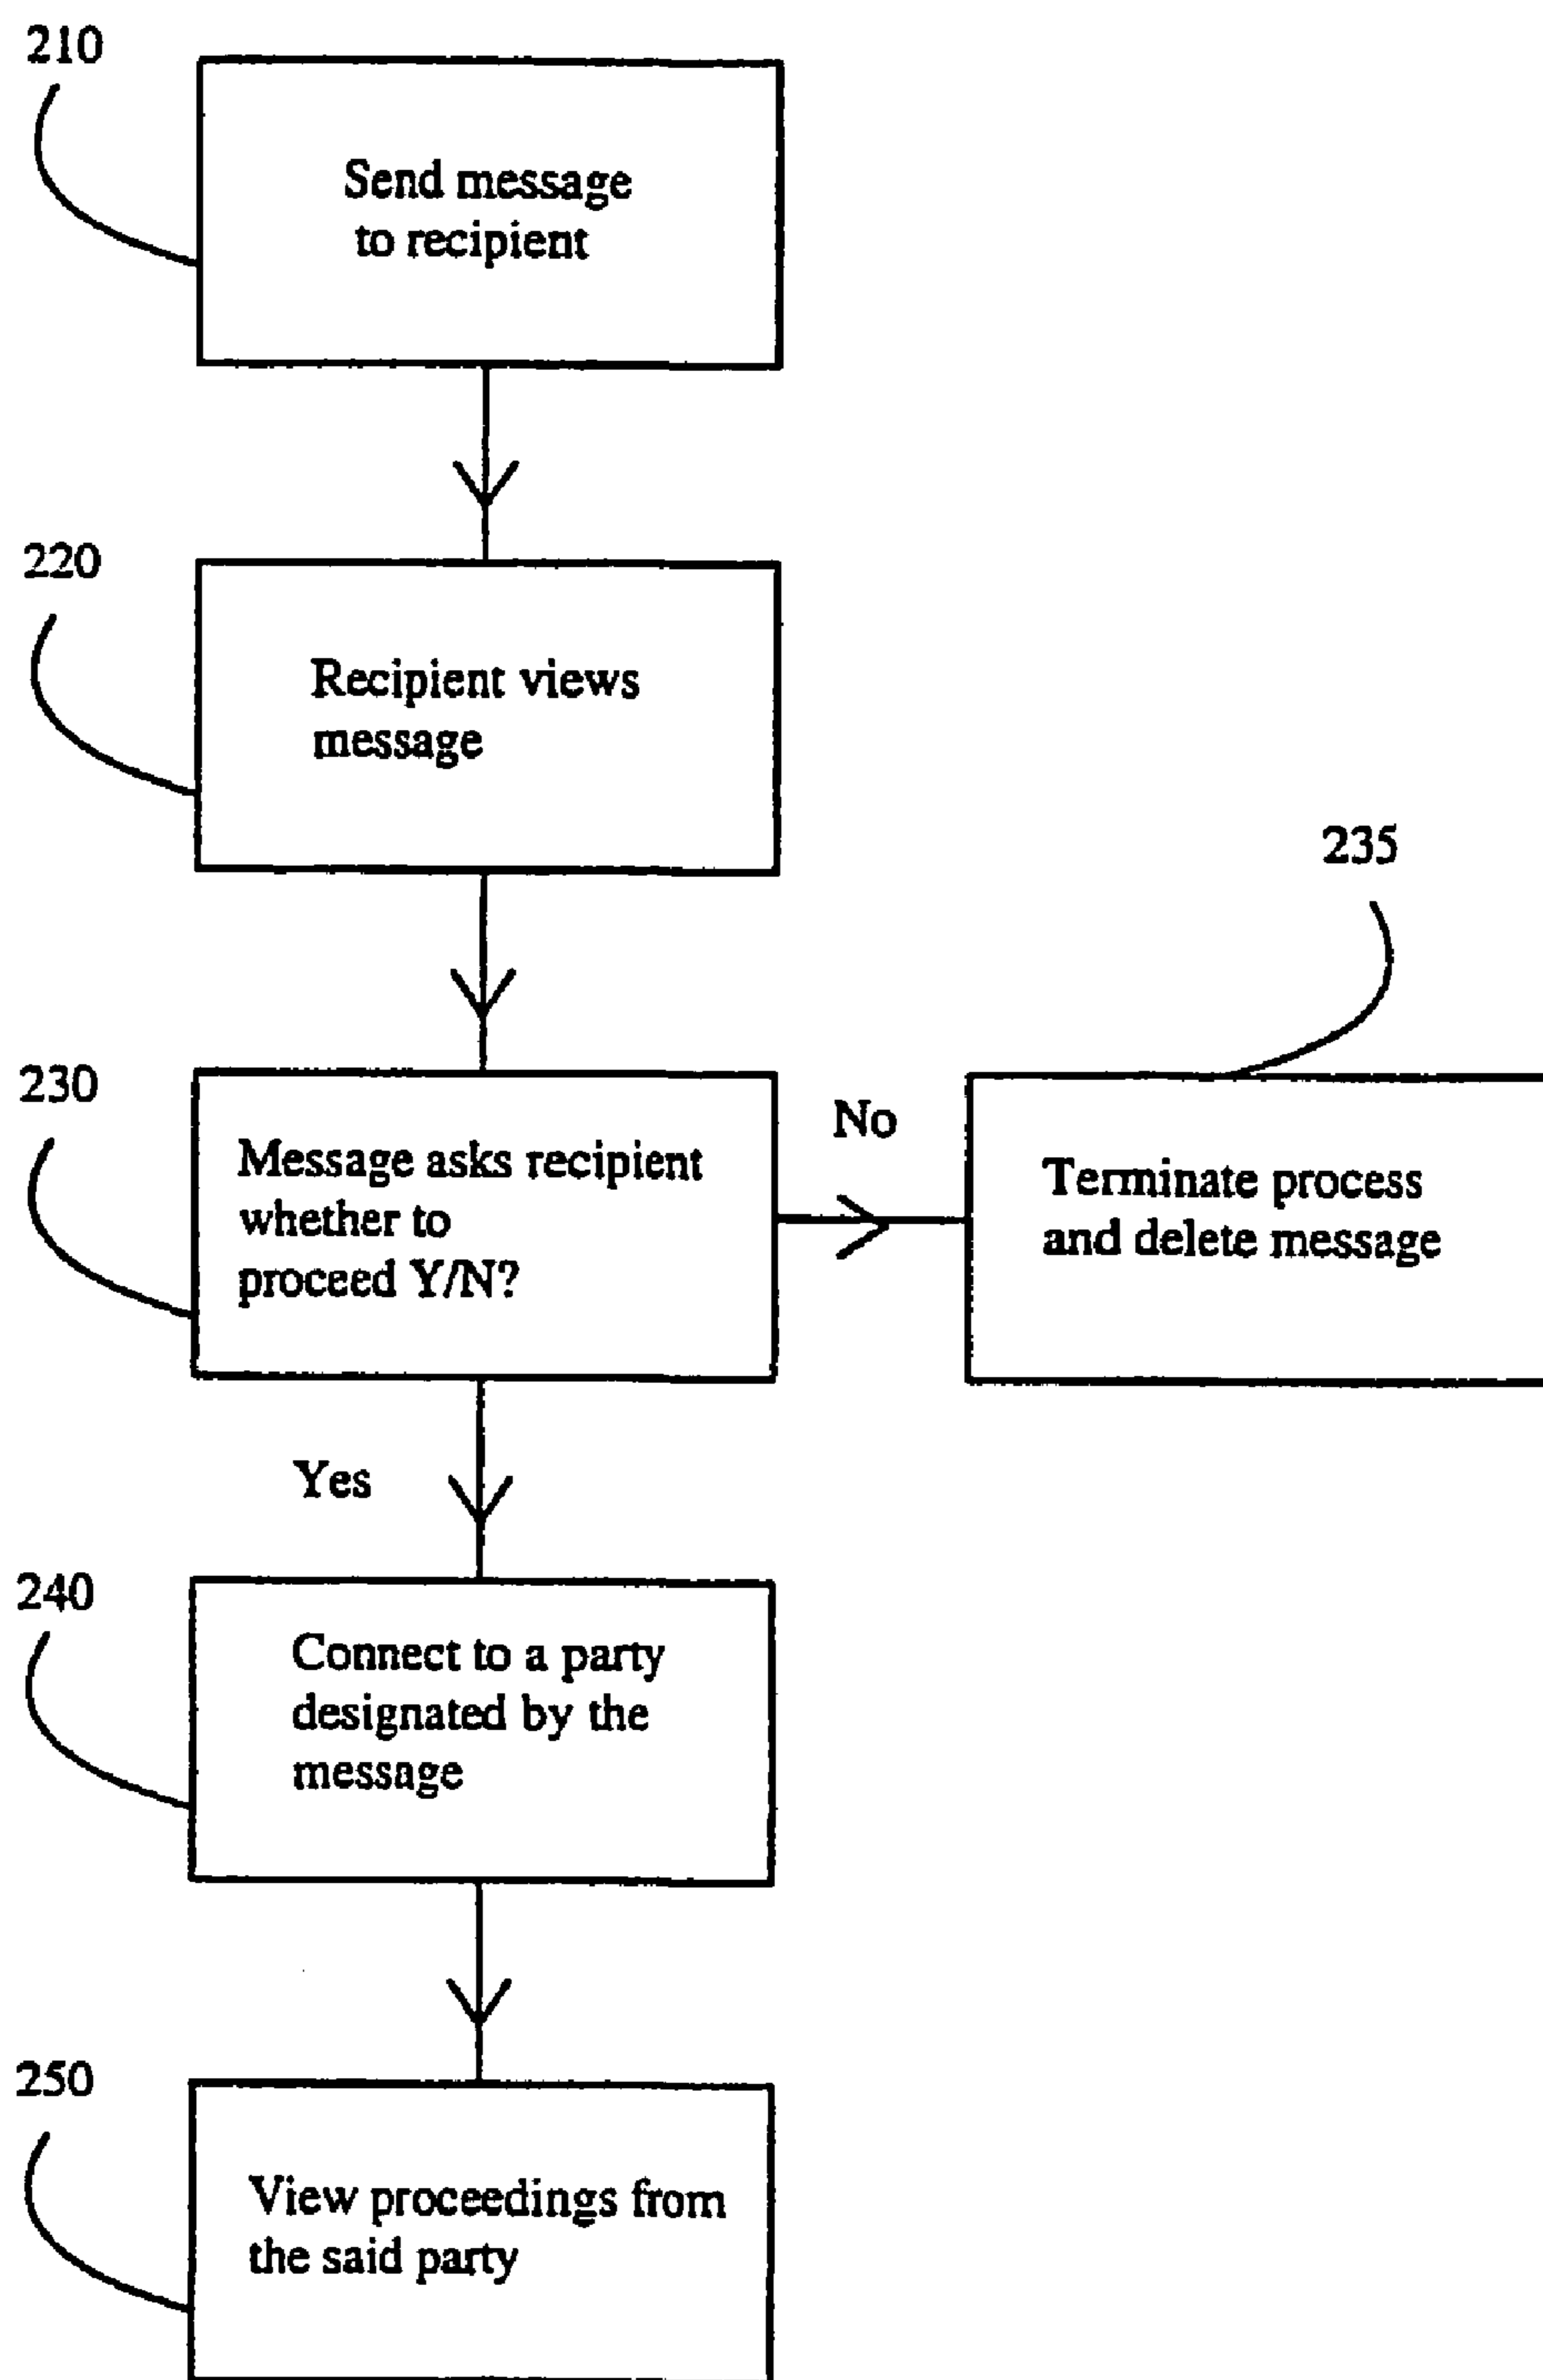 210
Send message
to recipient
220
Recipient views
message
235
230
Message asks recipient
whether to
proceed Y/N?
No
Terminate process
and delete message
Yes
240
Connect to a party
designated by the
message
250
View proceedings from
the said party